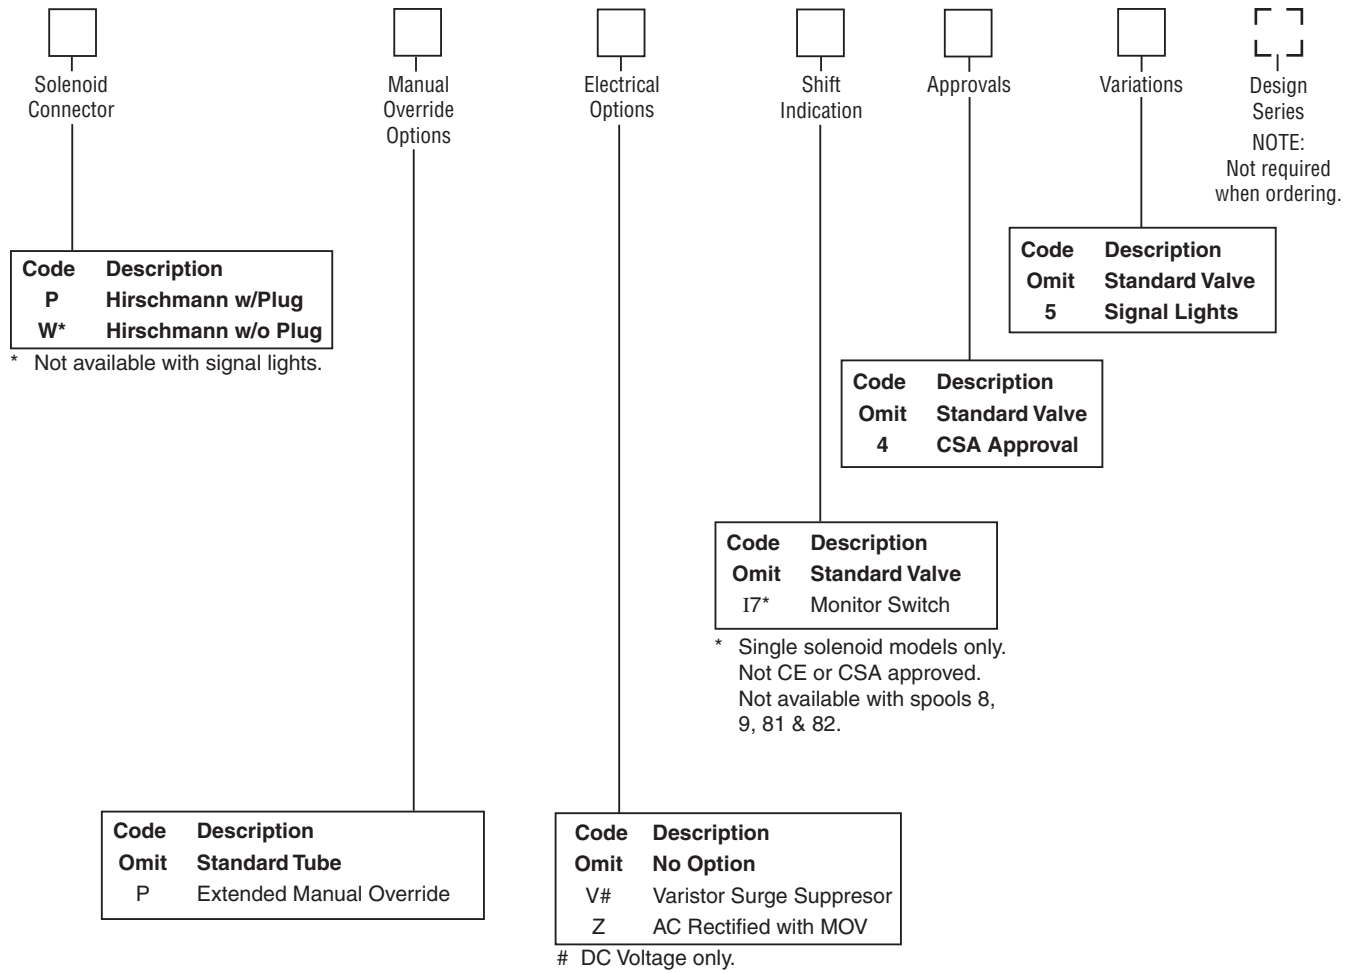 Solenoid
Connector
Manual
Override
Options
Electrical
Options
Shift
Indication
Approvals
Variations
Design
Series
NOTE:
Not required
when ordering.
Code Description
P Hirschmann w/Plug
W* Hirschmann w/o Plug
* Not available with signal lights.
Code Description
Omit Standard Valve
5 Signal Lights
Code Description
Omit Standard Valve
4 CSA Approval
Code Description
Omit Standard Valve
I7* Monitor Switch
* Single solenoid models only.
Not CE or CSA approved.
Not available with spools 8,
9, 81 & 82.
Code Description
Omit Standard Tube
P Extended Manual Override
Code Description
Omit No Option
V# Varistor Surge Suppresor
Z AC Rectified with MOV
# DC Voltage only.